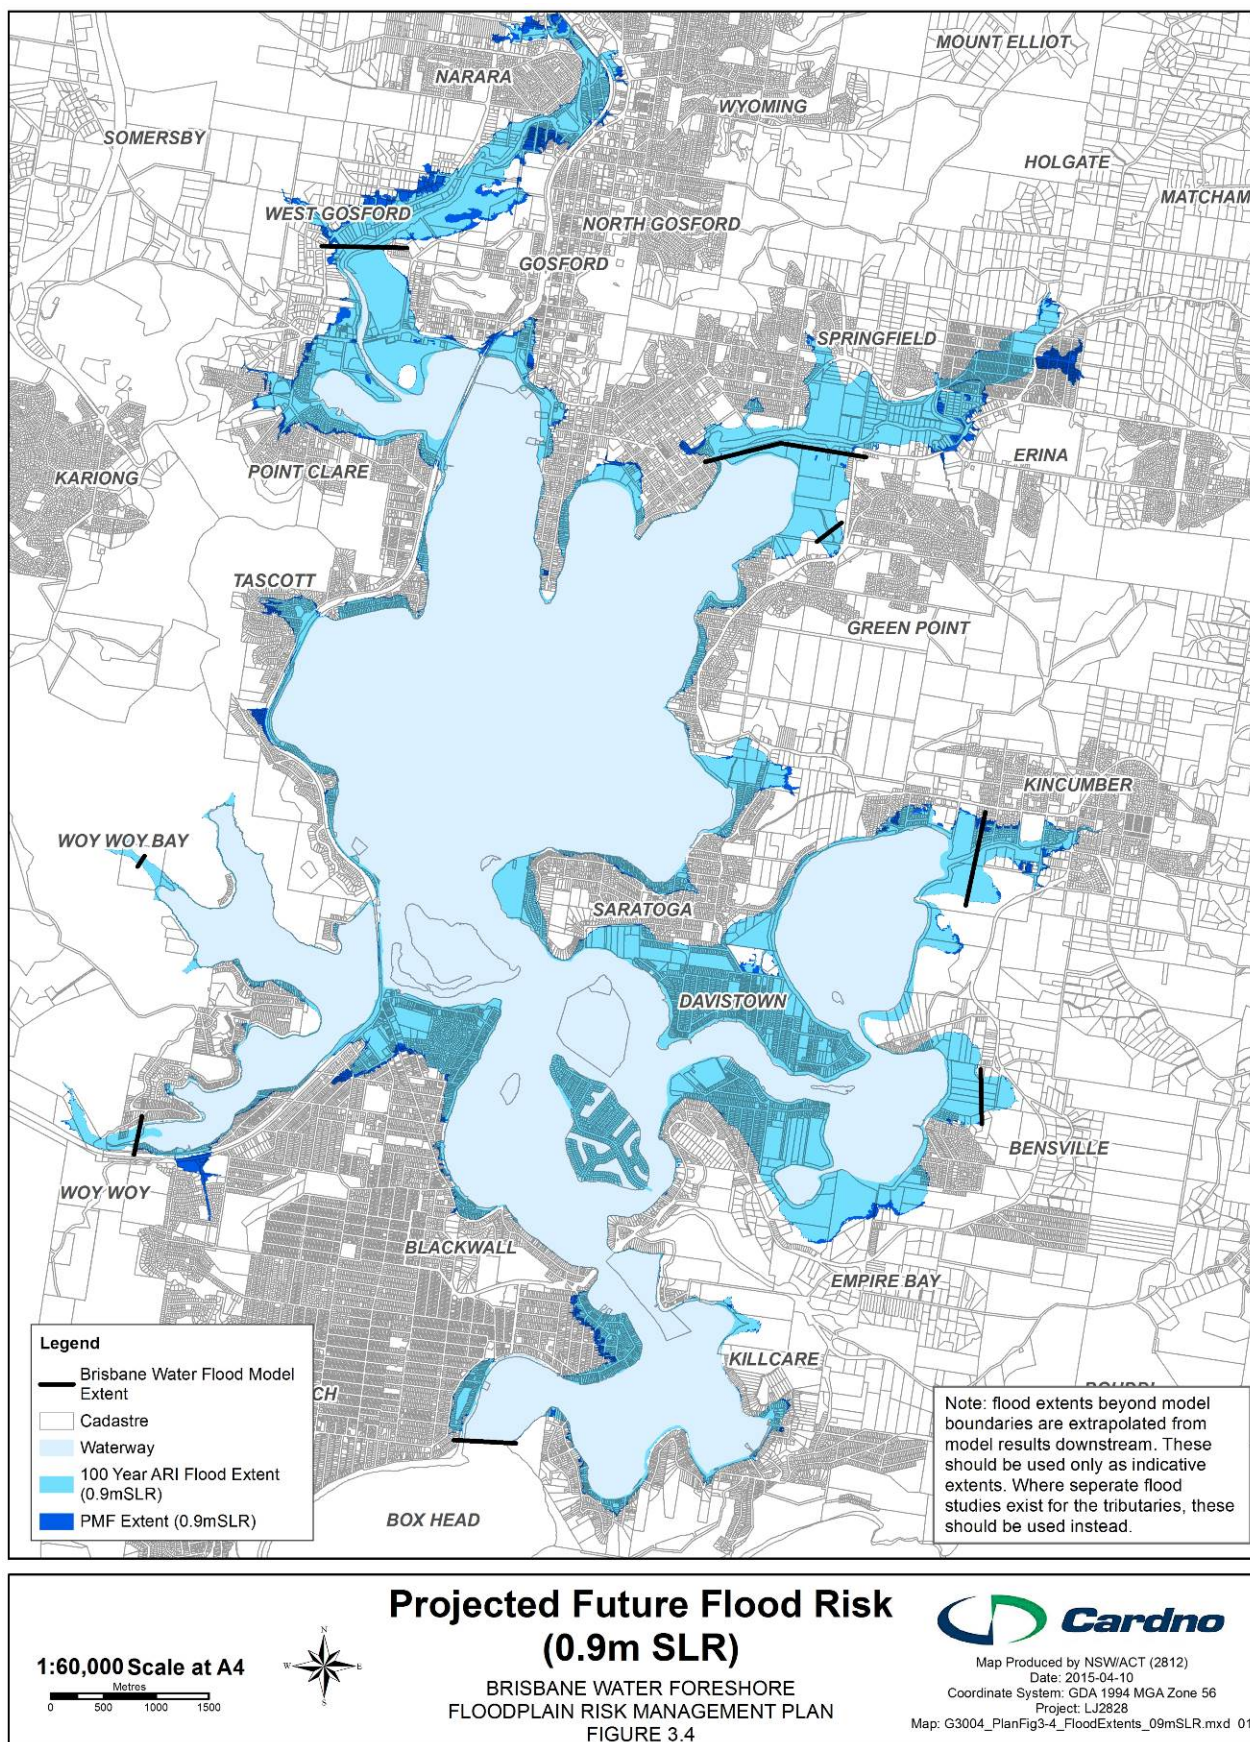 MOUNT ELLIOT
NARARA
WYOMING
SOMERSBY
HOLGATE
MATCHAM
WEST GOSFORD
NORTH GOSFORD
GOSFORD
SPRINGFIELD
ERINA
POINT CLARE
KARIONG
TASCOTT
GREEN POINT
KINCUMBER
WOY WOY BAY
SARATOGA
DAVISTOWN
BENSVILLE
WOY WOY
BLACKWALL
EMPIRE BAY
KILLCARE
CH
BOX HEAD
Legend
Brisbane Water Flood Model
Extent
Cadastre
Waterway
100 Year ARI Flood Extent
(0.9mSLR)
PMF Extent (0.9mSLR)
Note: flood extents beyond model
boundaries are extrapolated from
model results downstream. These
should be used only as indicative
extents. Where seperate flood
studies exist for the tributaries, these
should be used instead.
Projected Future Flood Risk
(0.9m SLR)
BRISBANE WATER FORESHORE
FLOODPLAIN RISK MANAGEMENT PLAN
FIGURE 3.4
1:60,000 Scale at A4
Metres
0 500 1000 1500
N
W E
S
Cardno
Map Produced by NSW/ACT (2812)
Date: 2015-04-10
Coordinate System: GDA 1994 MGA Zone 56
Project: LJ2828
Map: G3004_PlanFig3-4_FloodExtents_09mSLR.mxd 01